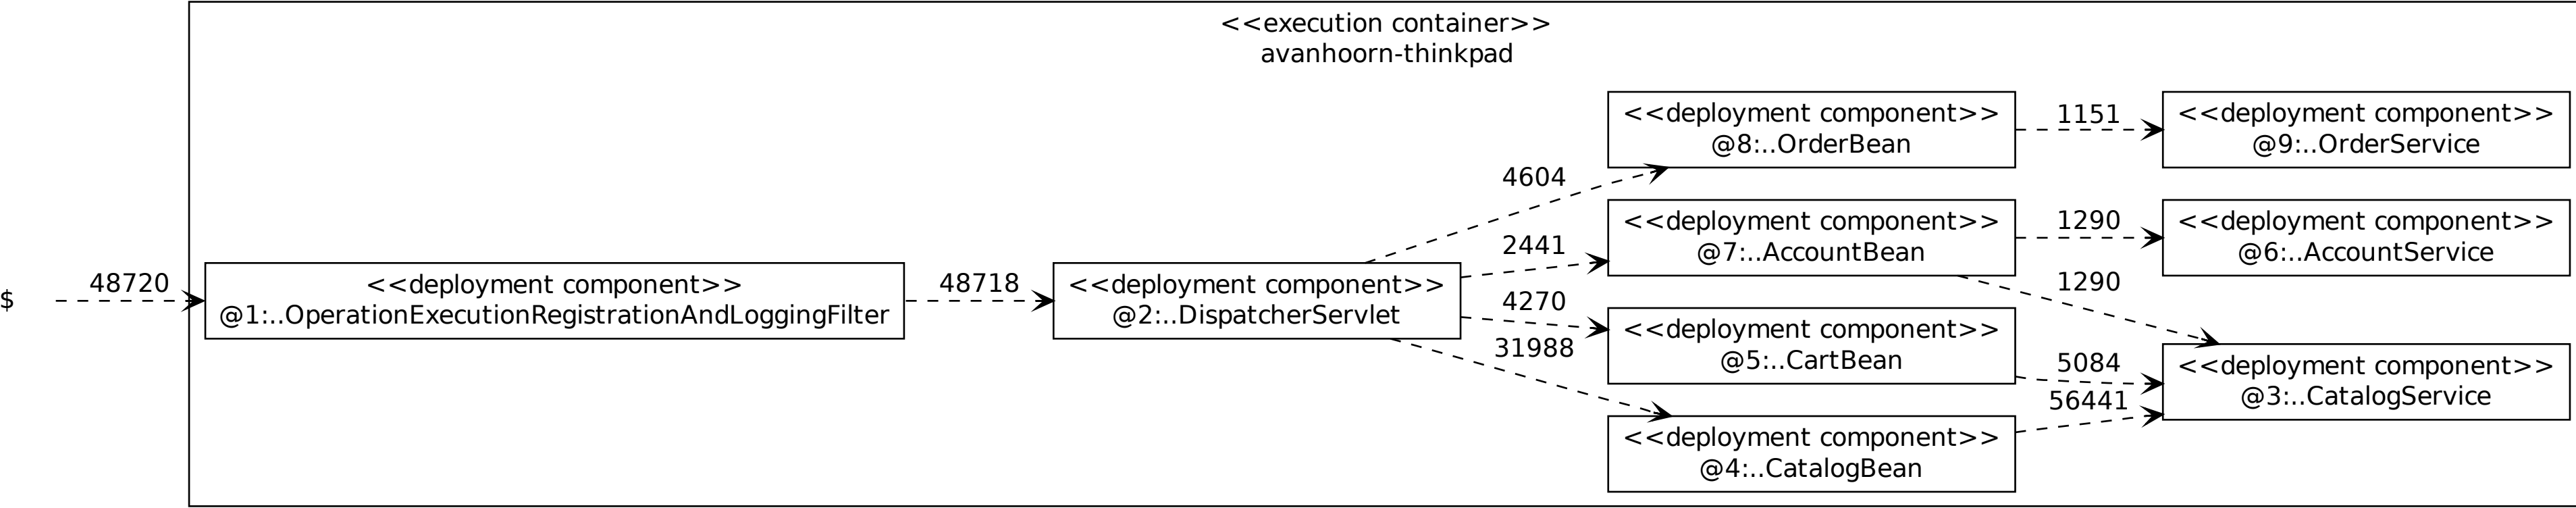 <<execution container>>
avanhoorn-thinkpad
$
48720
<<deployment component>>
@1:..OperationExecutionRegistrationAndLoggingFilter
48718
<<deployment component>>
@2:..DispatcherServlet
4604
2441
4270
31988
<<deployment component>>
@8:..OrderBean
1151
<<deployment component>>
@9:..OrderService
<<deployment component>>
@7:..AccountBean
1290
<<deployment component>>
@6:..AccountService
1290
<<deployment component>>
@5:..CartBean
5084
<<deployment component>>
@3:..CatalogService
56441
<<deployment component>>
@4:..CatalogBean